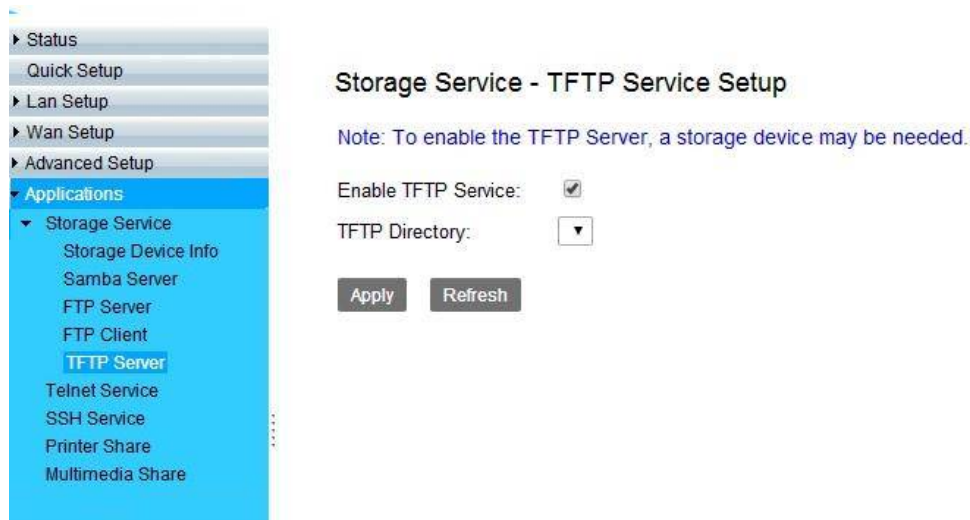 Status
Quick Setup
Lan Setup
Wan Setup
Advanced Setup
Applications
Storage Service
Storage Device Info
Samba Server
FTP Server
FTP Client
TFTP Server
Telnet Service
SSH Service
Printer Share
Multimedia Share
Storage Service - TFTP Service Setup
Note: To enable the TFTP Server, a storage device may be needed.
Enable TFTP Service:
TFTP Directory:
Apply Refresh